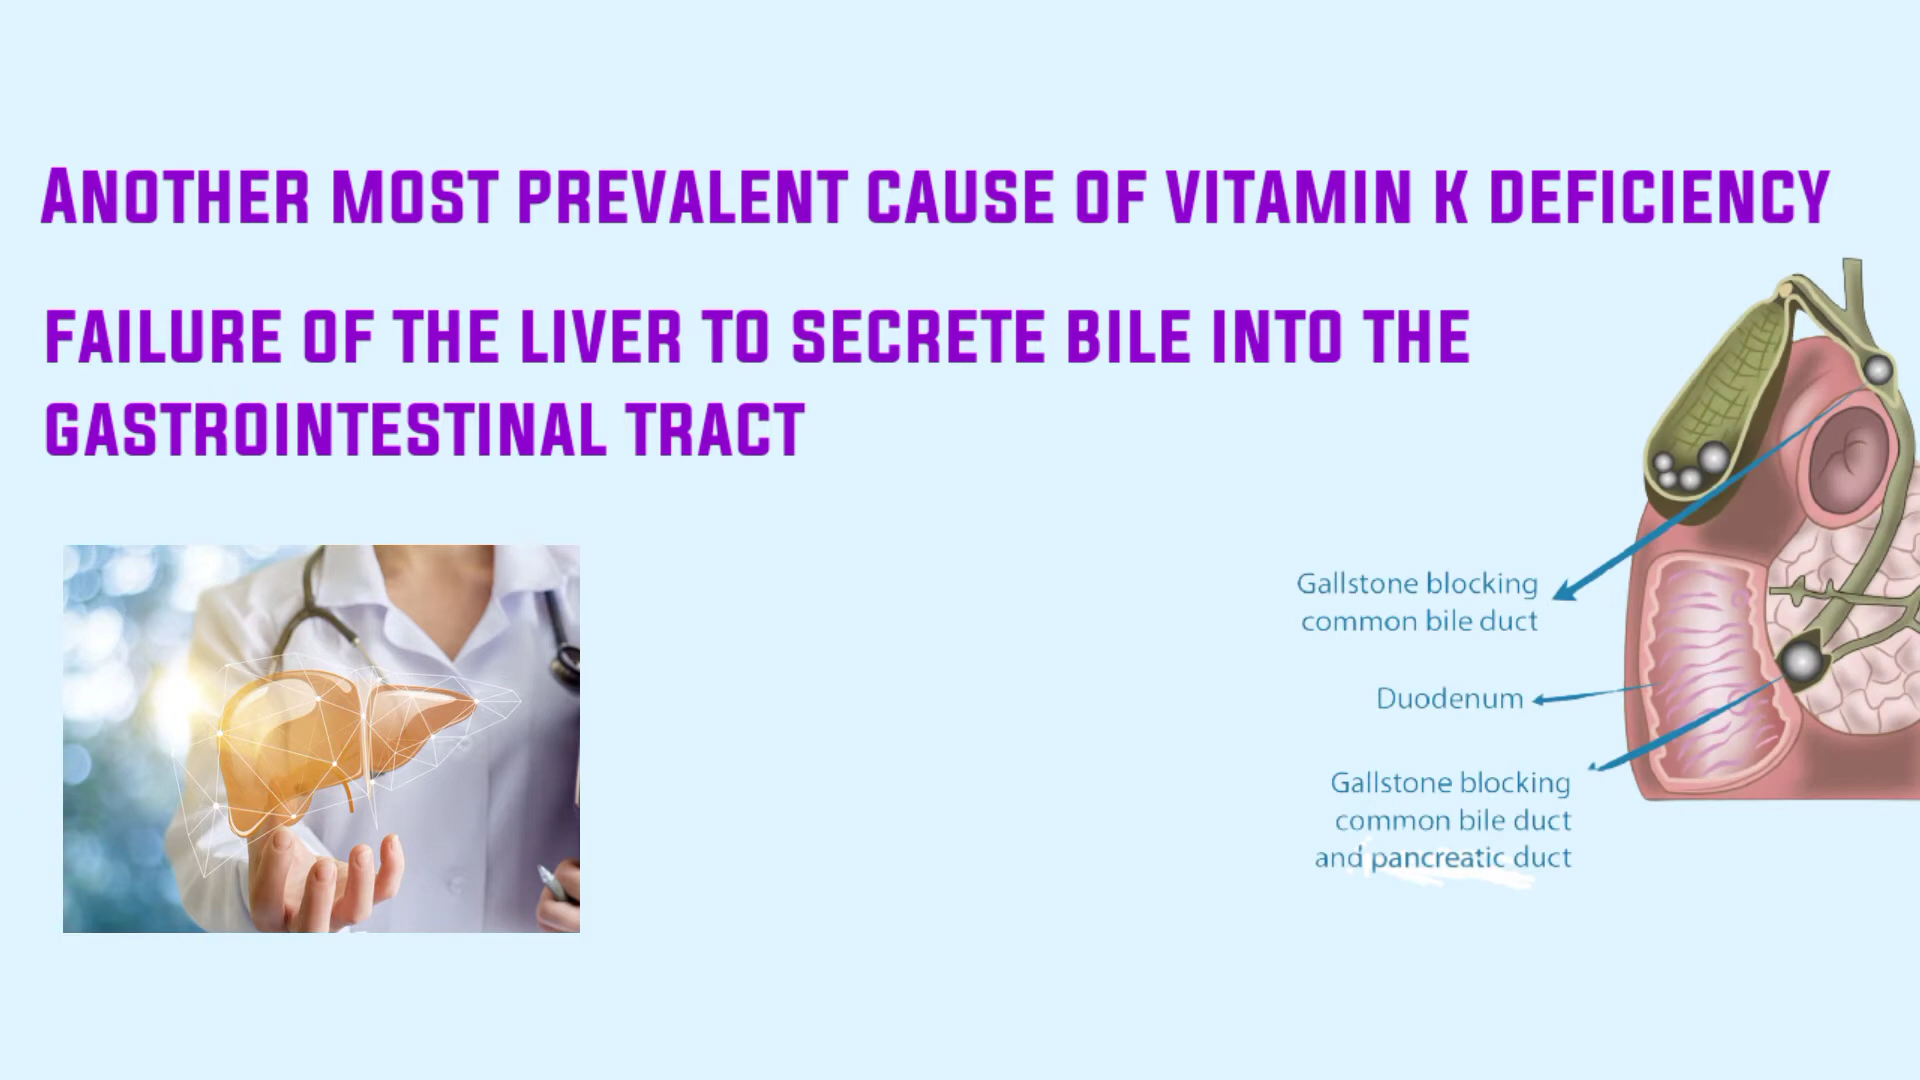 Another most prevalent cause of vitamin K deficiency
failure of the liver to secrete bile into the
gastrointestinal tract
Gallstone blocking
common bile duct
Duodenum
Gallstone blocking
common bile duct
and pancreatic duct